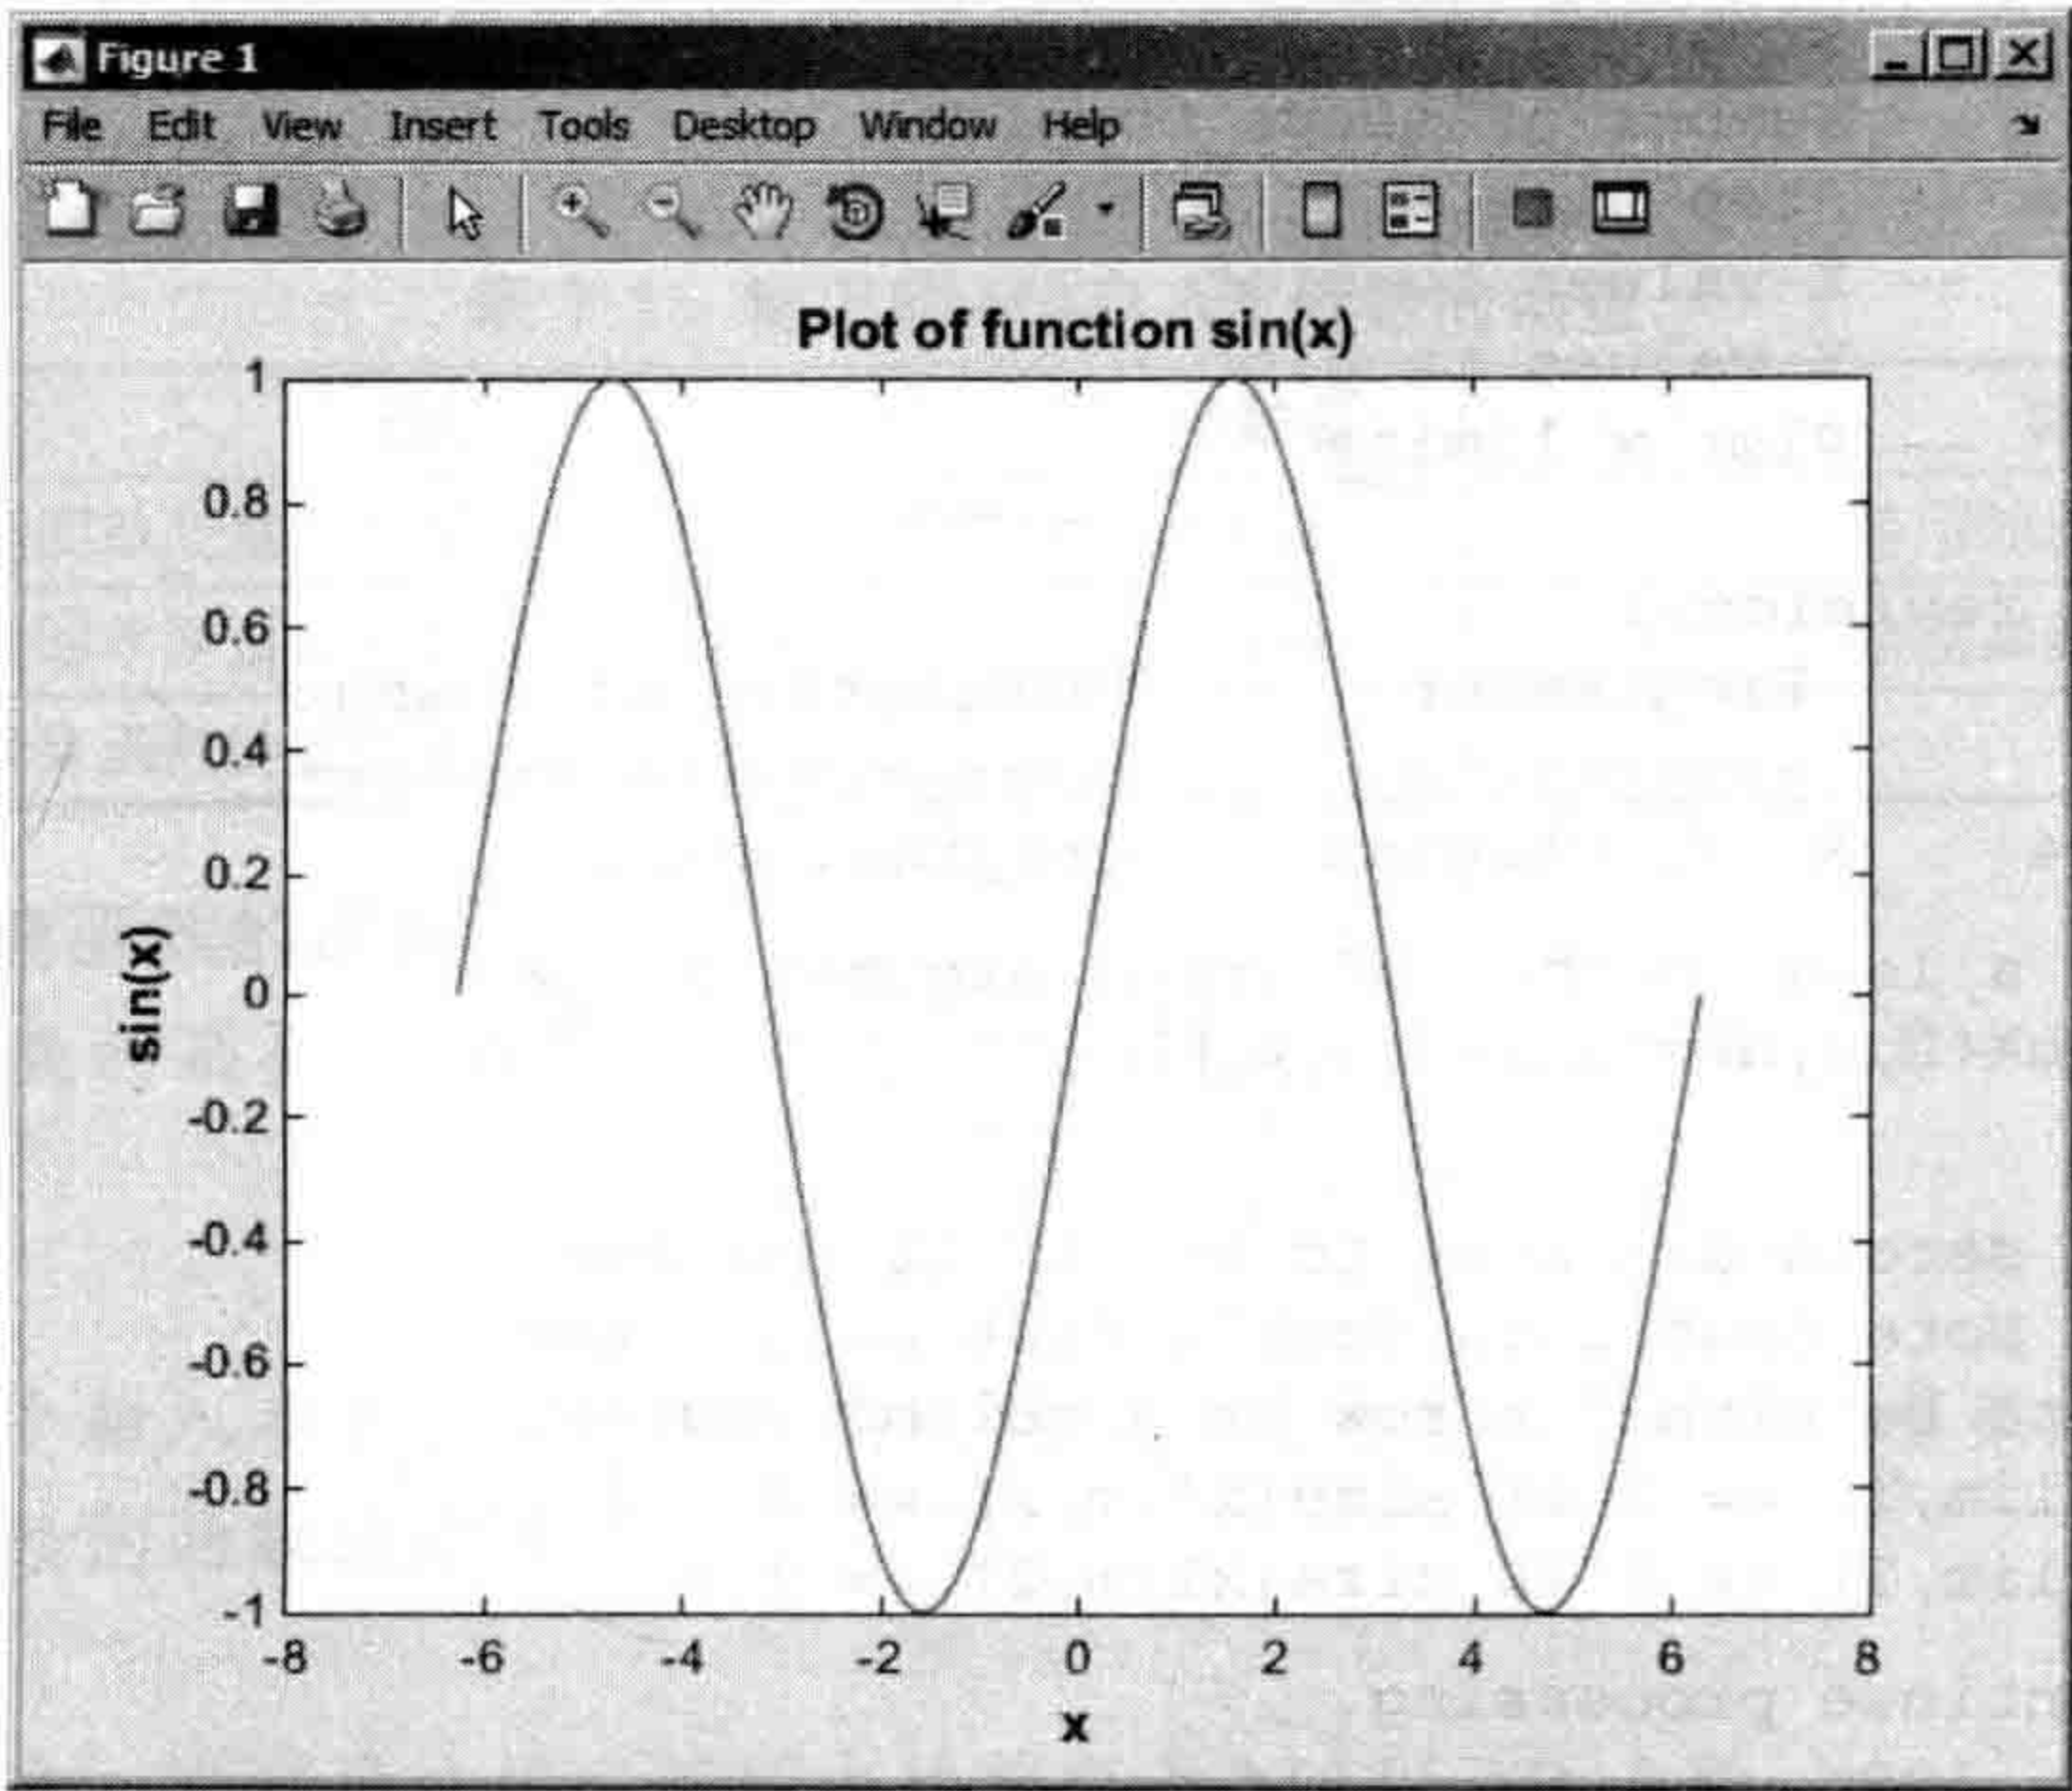 Figure 1
File Edit View Insert Tools Desktop Window Help
Plot of function sin(x)
1
0.8
0.6
0.4
0.2
0
-0.2
-0.4
-0.6
-0.8
-1
sin(x)
-8 -6 -4 -2 0 2 4 6 8
x